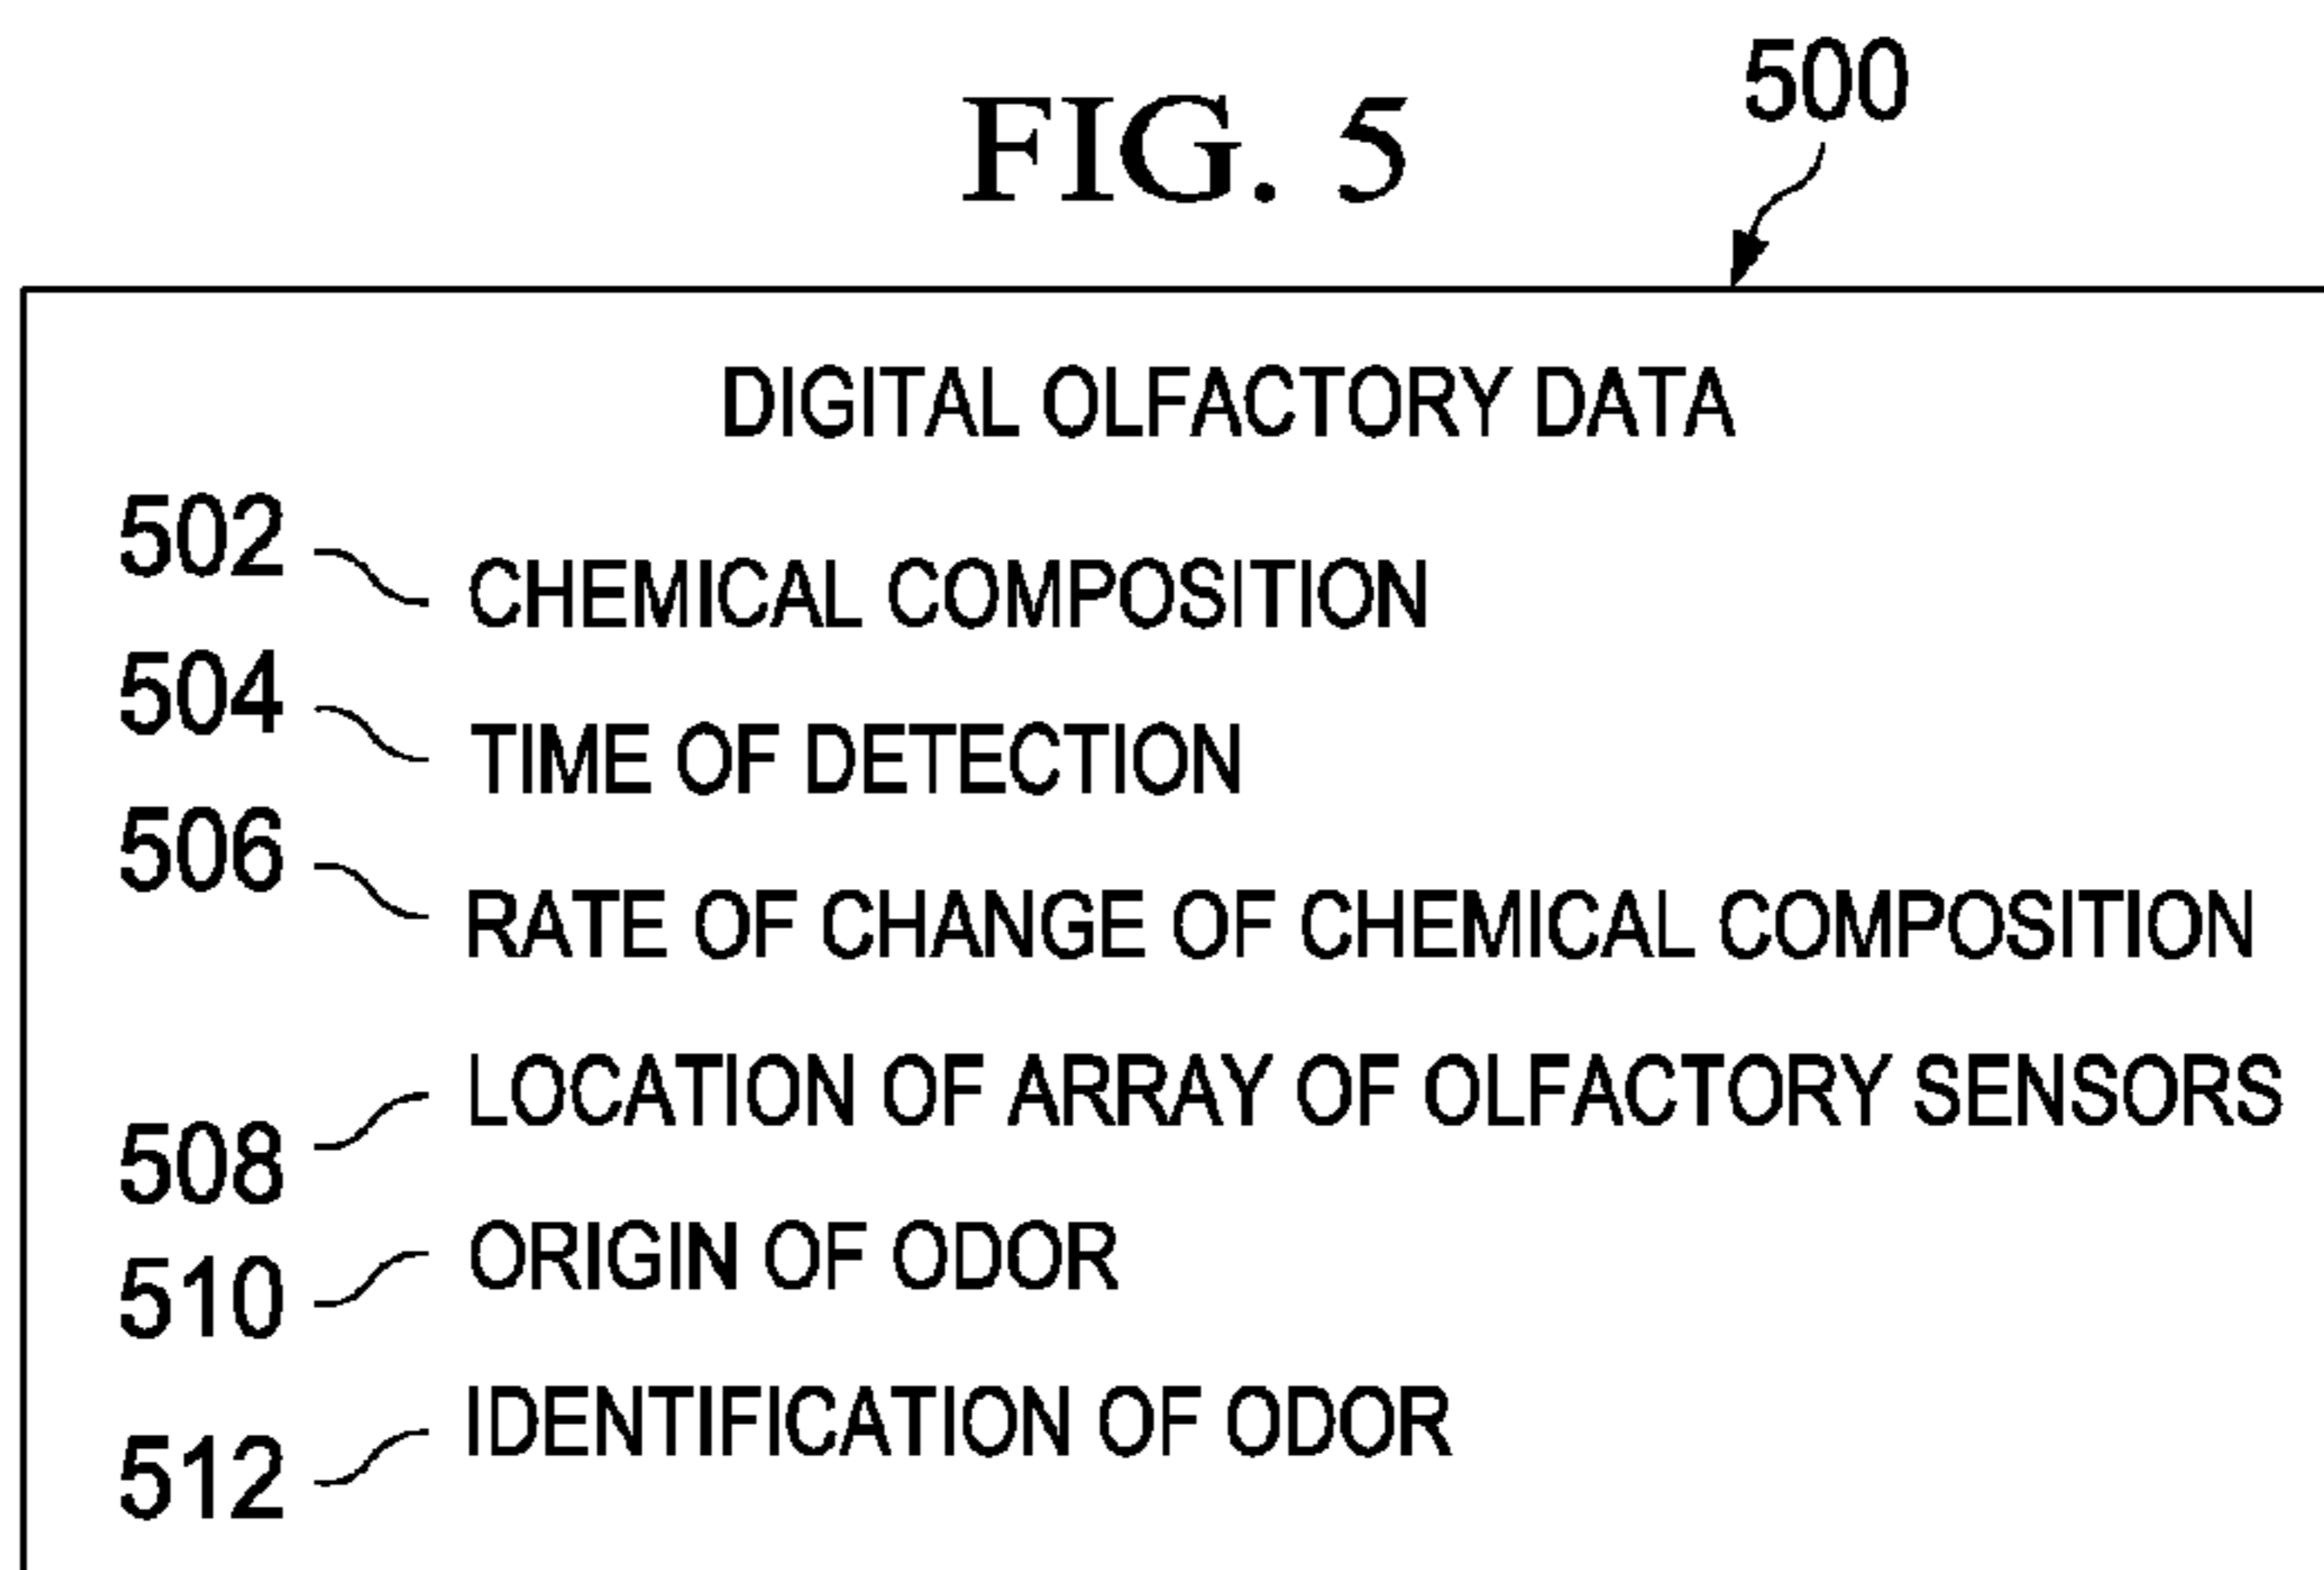 FIG. 5
500
DIGITAL OLFACTORY DATA
502 CHEMICAL COMPOSITION
504 TIME OF DETECTION
506 RATE OF CHANGE OF CHEMICAL COMPOSITION
508 LOCATION OF ARRAY OF OLFACTORY SENSORS
510 ORIGIN OF ODOR
512 IDENTIFICATION OF ODOR